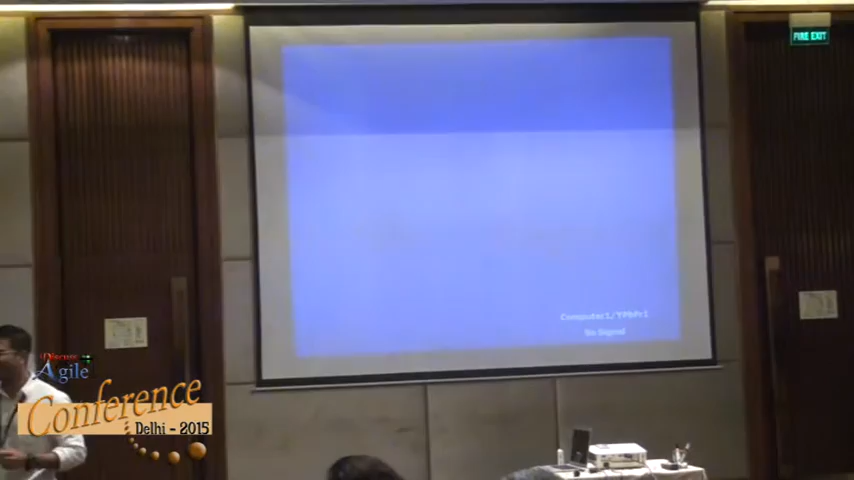 FIRE EXIT
Computer1/YPbPr1
No Signal
Discuss
Agile
Conference
Delhi - 2015